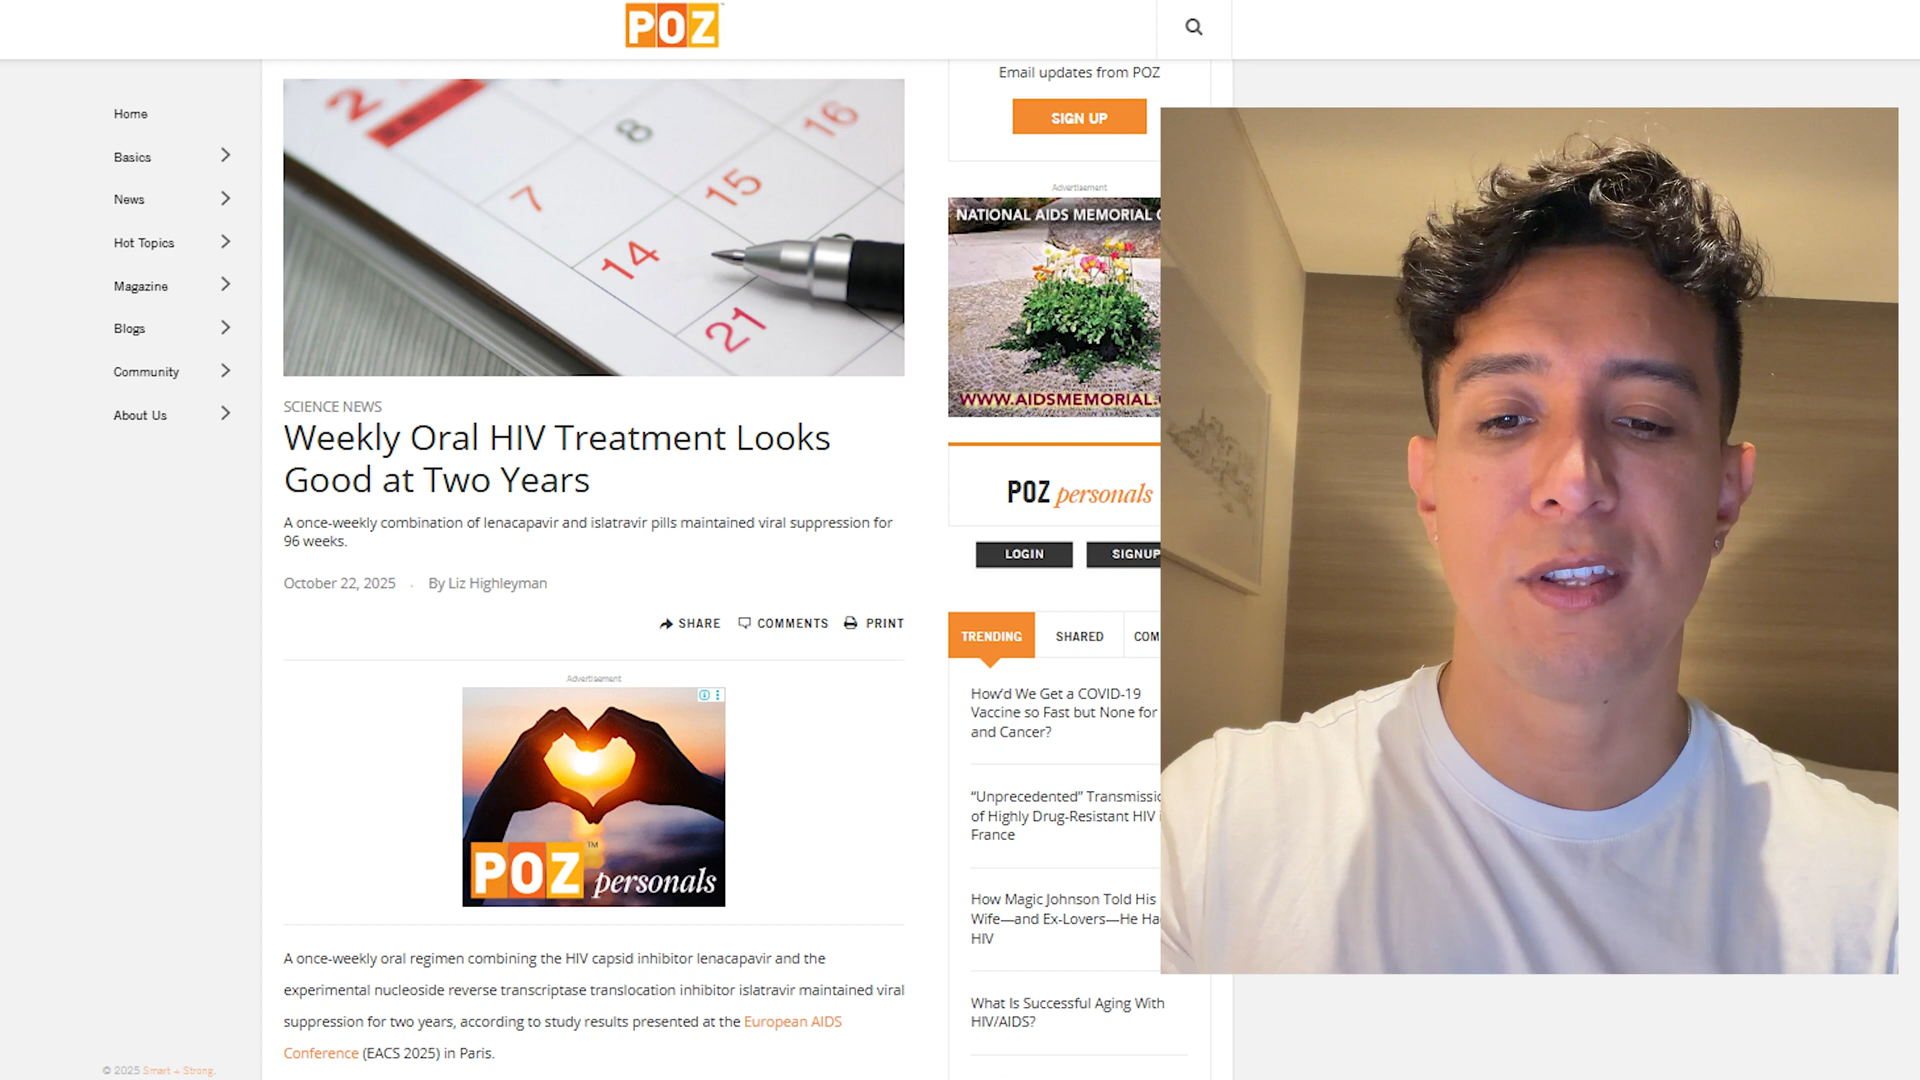 POZ
Home
Basics
News
Hot Topics
Magazine
Blogs
Community
About Us
© 2025 Smart + Strong.
2
8
16
7
15
14
21
SCIENCE NEWS
Weekly Oral HIV Treatment Looks
Good at Two Years
A once-weekly combination of lenacapavir and islatravir pills maintained viral suppression for
96 weeks.
October 22, 2025 . By Liz Highleyman
SHARE COMMENTS PRINT
Advertisement
POZ™ personals
A once-weekly oral regimen combining the HIV capsid inhibitor lenacapavir and the
experimental nucleoside reverse transcriptase translocation inhibitor islatravir maintained viral
suppression for two years, according to study results presented at the European AIDS
Conference (EACS 2025) in Paris.
Email updates from POZ
SIGN UP
Advertisement
NATIONAL AIDS MEMORIAL
WWW.AIDSMEMORIAL.
POZ personals
LOGIN SIGNUP
TRENDING SHARED COM
How'd We Get a COVID-19
Vaccine so Fast but None for
and Cancer?
“Unprecedented”
of Highly Drug-Resistant HIV
France
How Magic Johnson Told His
Wife—and Ex-Lovers—He
HIV
What Is Successful Aging With
HIV/AIDS?